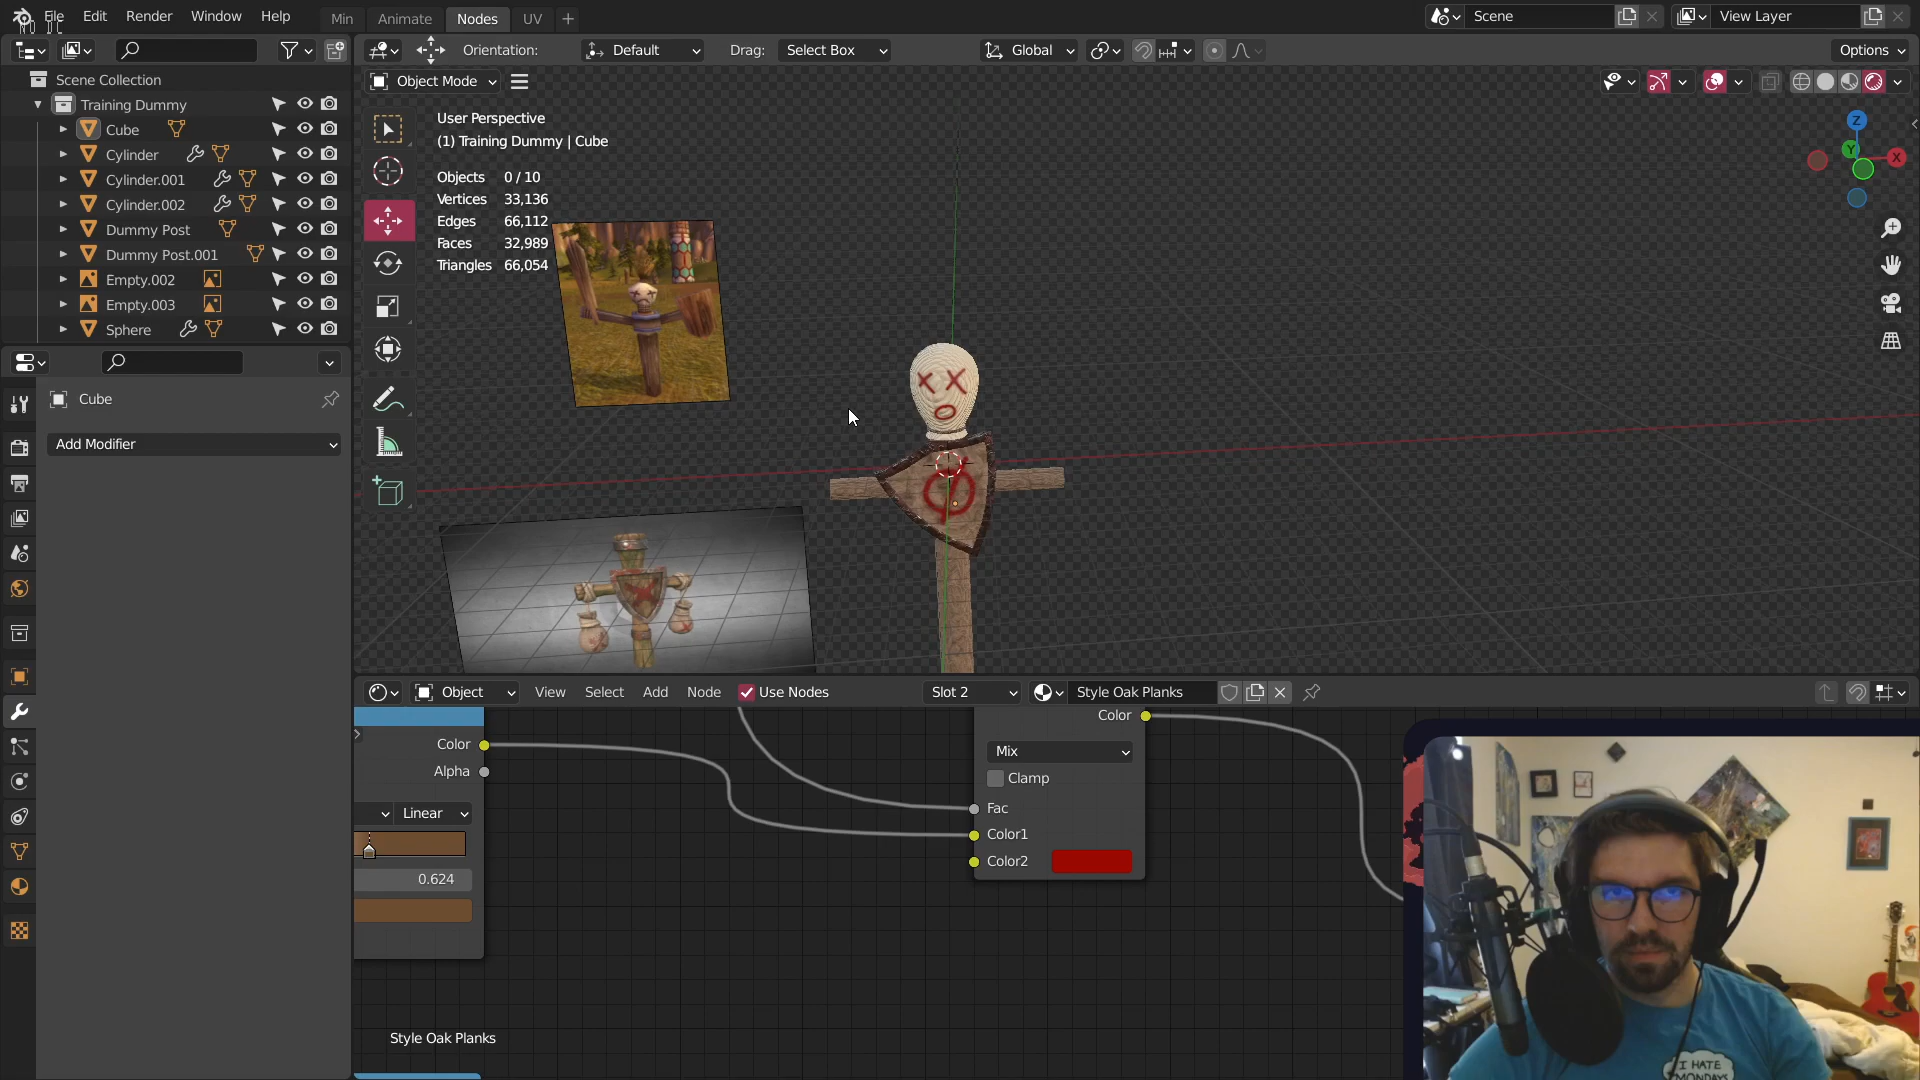 File Edit Render Window Help Min Animate Nodes UV Scene View Layer
Orientation: Default Drag: Select Box Global Options
Scene Collection
Training Dummy
Cube
Cylinder
Cylinder.001
Cylinder.002
Dummy Post
Dummy Post.001
Empty.002
Empty.003
Sphere
Cube
Add Modifier
Object Mode
User Perspective
(1) Training Dummy | Cube
Objects 0 / 10
Vertices 33,136
Edges 66,112
Faces 32,989
Triangles 66,054
Z
Y
X
Object View Select Add Node Use Nodes Slot 2 Style Oak Planks
Color
Alpha
Linear
0.624
Color
Mix
Clamp
Fac
Color1
Color2
Style Oak Planks
I HATE
MONDAYS